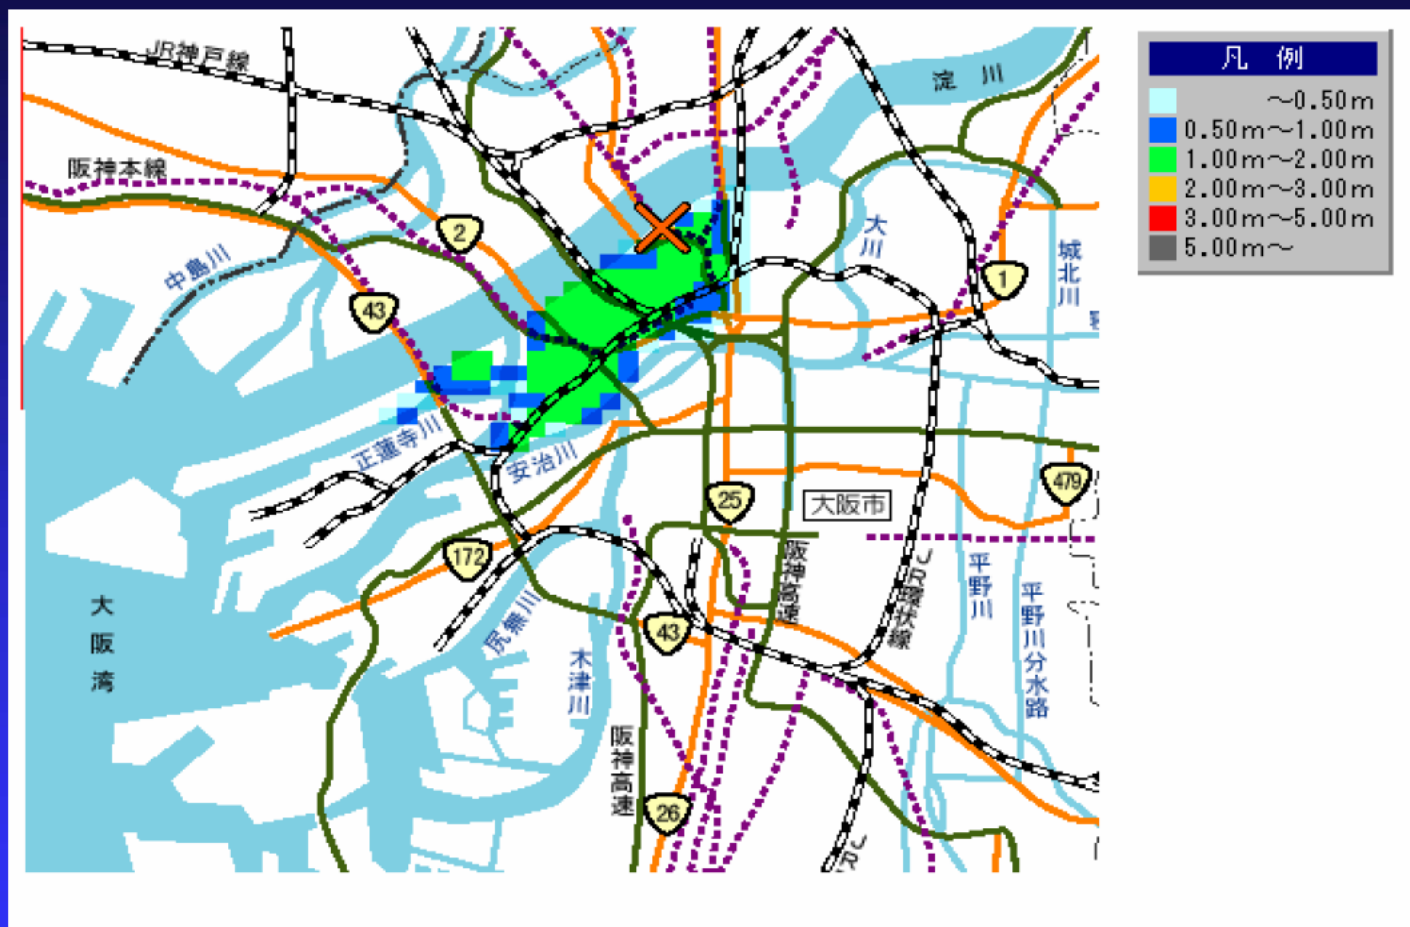 JR神戸線
淀川
凡例
～0.50m
0.50m～1.00m
1.00m～2.00m
2.00m～3.00m
3.00m～5.00m
5.00m～
阪神本線
2
大川
城北川
中島川
43
1
正蓮寺川
安治川
479
25
大阪市
172
阪神高速
JR環状線
平野川
平野川分水路
大阪湾
尻無川
43
木津川
阪神高速
26
JR